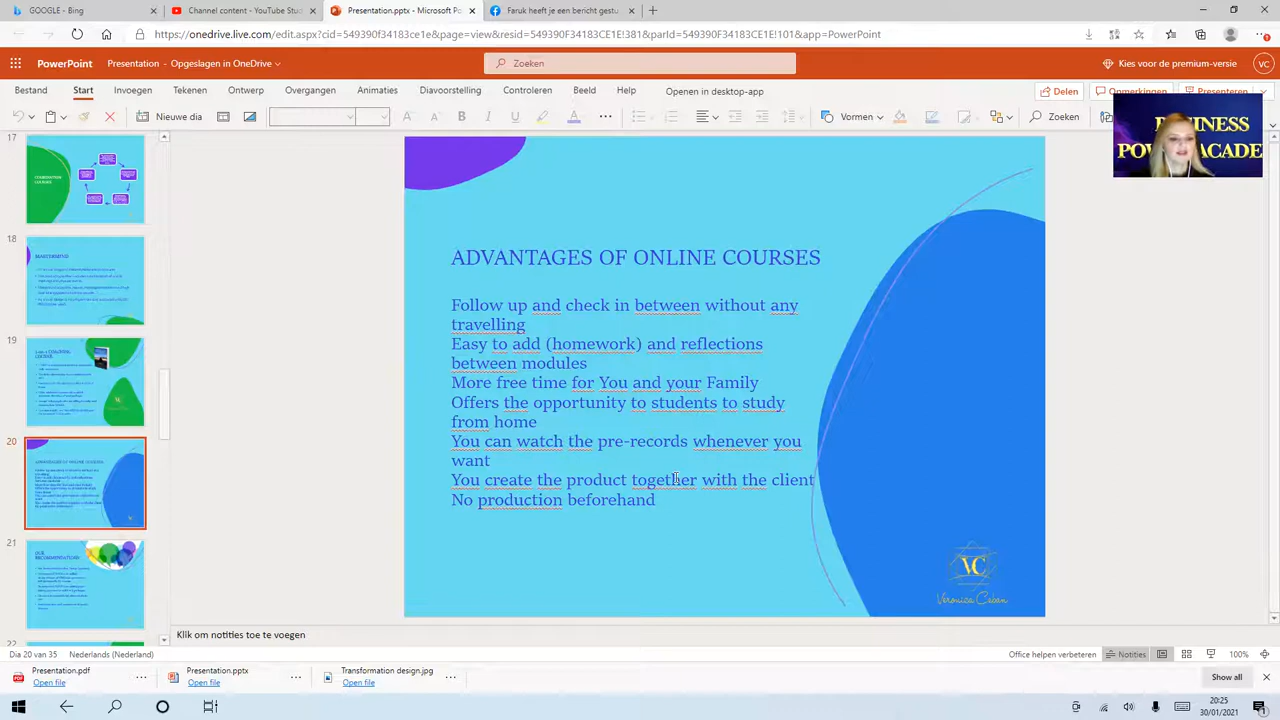 GOOGLE - Bing
Channel content - YouTube Stud
Presentation.pptx - Microsoft Po
Faruk heeft je een bericht gestu
https://onedrive.live.com/edit.aspx?cid=549390f34183ce1e&page=view&resid=549390F34183CE1E!381&parId=549390F34183CE1E!101&app=PowerPoint
PowerPoint
Presentation - Opgeslagen in OneDrive
Zoeken
Kies voor de premium-versie
VC
Bestand
Start
Invoegen
Tekenen
Ontwerp
Overgangen
Animaties
Diavoorstelling
Controleren
Beeld
Help
Openen in desktop-app
Delen
Opmerkingen
Presenteren
Nieuwe dia
Vormen
Zoeken
BUSINESS
17
18
19
20
21
22
ADVANTAGES OF ONLINE COURSES
Follow up and check in between without any
travelling
Easy to add (homework) and reflections
between modules
More free time for You and your Family
Offers the opportunity to students to study
from home
You can watch the pre-records whenever you
want
You create the product together with the client
No production beforehand
VC
Veronica Ceban
Klik om notities toe te voegen
Dia 20 van 35
Nederlands (Nederland)
Office helpen verbeteren
Notities
100%
Presentation.pdf
Open file
Presentation.pptx
Open file
Transformation design.jpg
Open file
Show all
20:25
30/01/2021